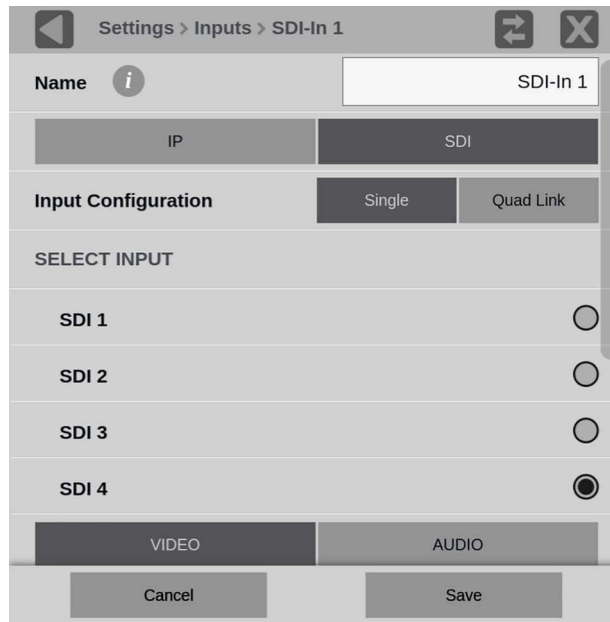 Settings > Inputs > SDI-In 1
Name i SDI-In 1
IP SDI
Input Configuration Single Quad Link
SELECT INPUT
SDI 1
SDI 2
SDI 3
SDI 4
VIDEO AUDIO
Cancel Save